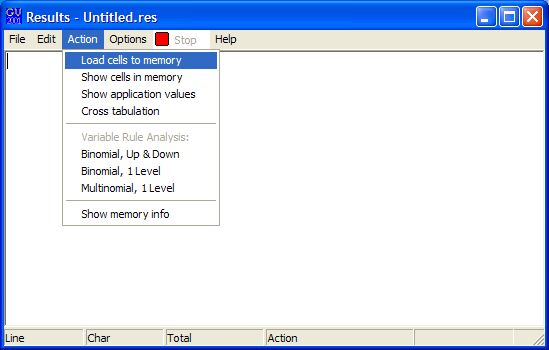 GV
2001
Results - Untitled.res
File Edit Action Options Stop Help
Load cells to memory
Show cells in memory
Show application values
Cross tabulation
Variable Rule Analysis:
Binomial, Up & Down
Binomial, 1 Level
Multinomial, 1 Level
Show memory info
Line Char Total Action